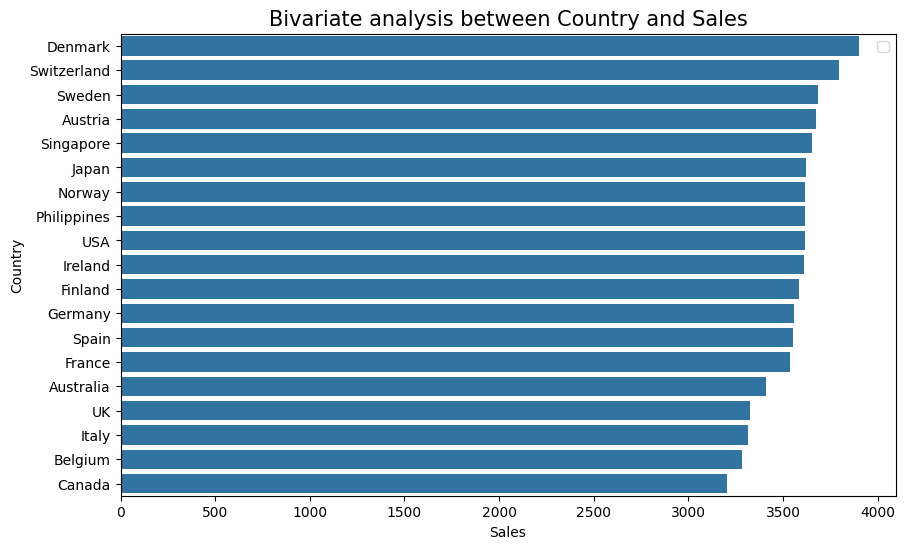 Bivariate analysis between Country and Sales
Denmark
Switzerland
Sweden
Austria
Singapore
Japan
Norway
Philippines
USA
Ireland
Finland
Germany
Spain
France
Australia
UK
Italy
Belgium
Canada
Country
0 500 1000 1500 2000 2500 3000 3500 4000
Sales